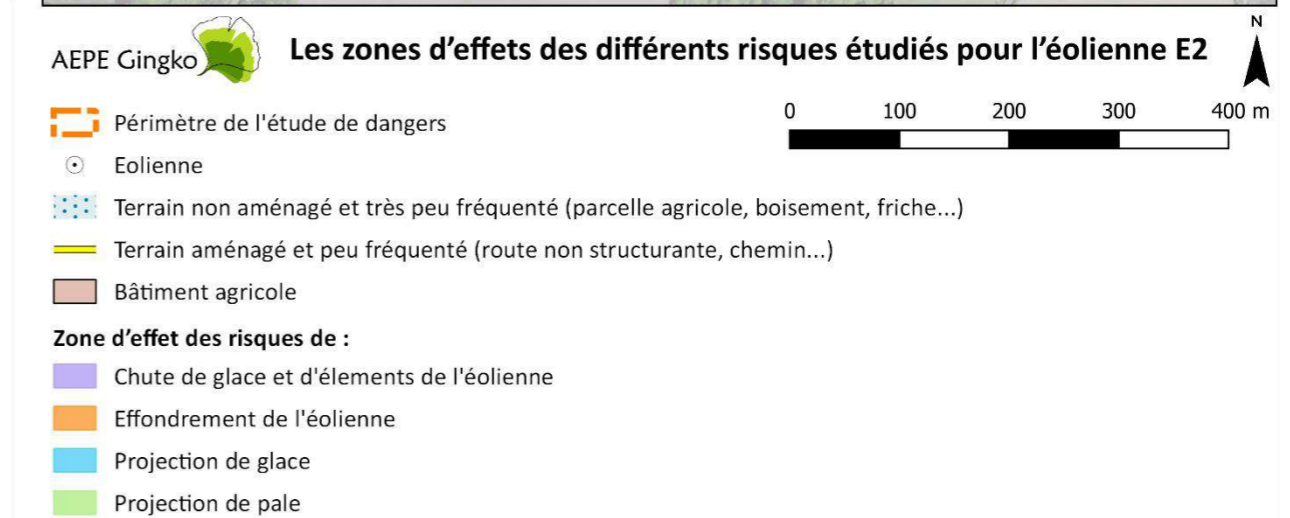 AEPE Gingko
Les zones d'effets des différents risques étudiés pour l'éolienne E2
N
0 100 200 300 400 m
Périmètre de l'étude de dangers
Eolienne
Terrain non aménagé et très peu fréquenté (parcelle agricole, boisement, friche...)
Terrain aménagé et peu fréquenté (route non structurante, chemin...)
Bâtiment agricole
Zone d'effet des risques de :
Chute de glace et d'élements de l'éolienne
Effondrement de l'éolienne
Projection de glace
Projection de pale